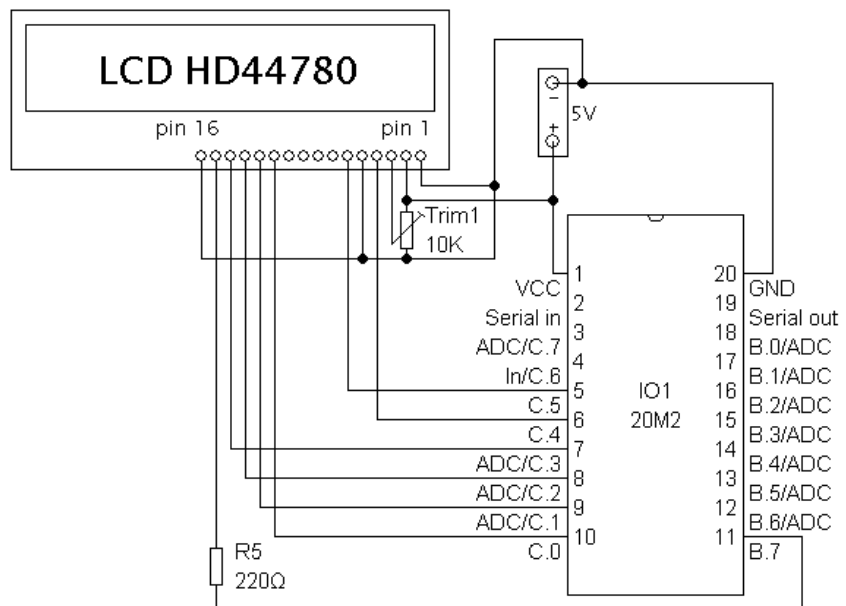 LCD HD44780
pin 16 pin 1
-
+
5V
Trim1
10K
VCC
Serial in
ADC/C.7
In/C.6
C.5
C.4
ADC/C.3
ADC/C.2
ADC/C.1
C.0
1
2
3
4
5
6
7
8
9
10
IO1
20M2
20
19
18
17
16
15
14
13
12
11
GND
Serial out
B.0/ADC
B.1/ADC
B.2/ADC
B.3/ADC
B.4/ADC
B.5/ADC
B.6/ADC
B.7
R5
220Ω